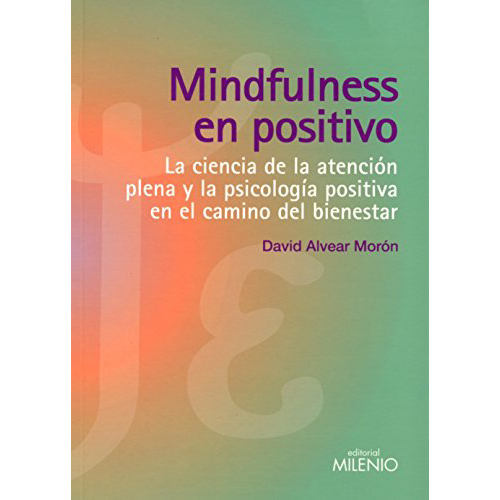 Mindfulness
en positivo
La ciencia de la atención
plena y la psicología positiva
en el camino del bienestar
David Alvear Morón
editorial
MILENIO